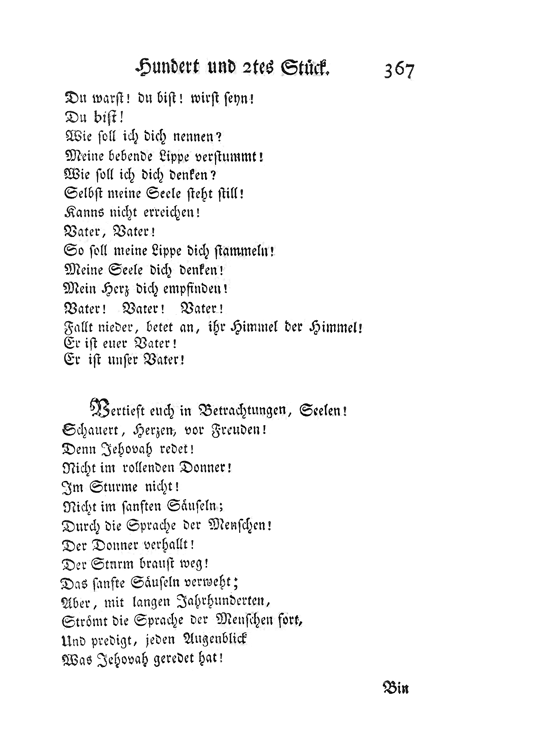 Hundert und 2tes Stück. 367
Du warst! du bist! wirst seyn!
Du bist!
Wie soll ich dich nennen?
Meine bebende Lippe verstummt!
Wie soll ich dich denken?
Selbst meine Seele steht still!
Kanns nicht erreichen!
Vater, Vater!
So soll meine Lippe dich stammeln!
Meine Seele dich denken!
Mein Herz dich empfinden!
Vater! Vater! Vater!
Fallt nieder, betet an, ihr Himmel der Himmel!
Er ist euer Vater!
Er ist unser Vater!
Vertieft euch in Betrachtungen, Seelen!
Schauert, Herzen, vor Freuden!
Denn Jehovah redet!
Nicht im rollenden Donner!
Im Sturme nicht!
Nicht im sanften Säuseln;
Durch die Sprache der Menschen!
Der Donner verhallt!
Der Sturm braust weg!
Das sanfte Säuseln verweht;
Aber, mit langen Jahrhunderten,
Strömt die Sprache der Menschen fort,
Und predigt, jeden Augenblick
Was Jehovah geredet hat!
Bin